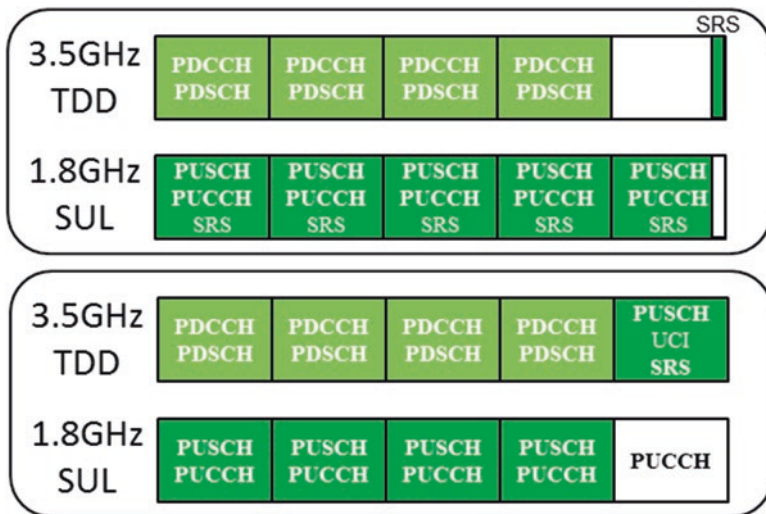 SRS
3.5GHz
TDD
PDCCH PDCCH PDCCH PDCCH
PDSCH PDSCH PDSCH PDSCH
1.8GHz
SUL
PUSCH PUSCH PUSCH PUSCH PUSCH
PUCCH PUCCH PUCCH PUCCH PUCCH
SRS SRS SRS SRS SRS
3.5GHz
TDD
PDCCH PDCCH PDCCH PDCCH
PDSCH PDSCH PDSCH PDSCH
PUSCH
UCI
SRS
1.8GHz
SUL
PUSCH PUSCH PUSCH PUSCH
PUCCH PUCCH PUCCH PUCCH
PUCCH